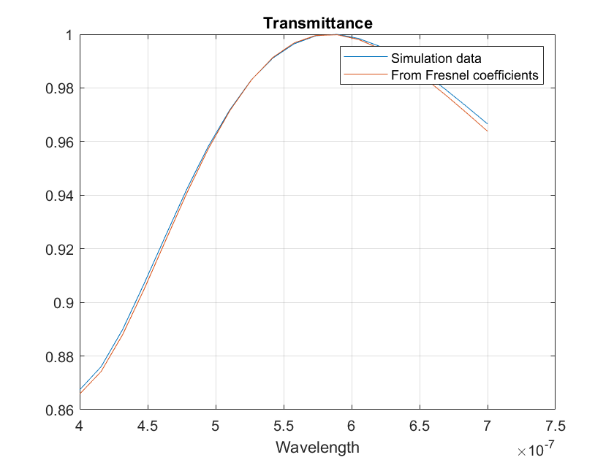 Transmittance
1
Simulation data
From Fresnel coefficients
0.98
0.96
0.94
0.92
0.9
0.88
0.86
4 4.5 5 5.5 6 6.5 7 7.5
Wavelength
×10⁻⁷